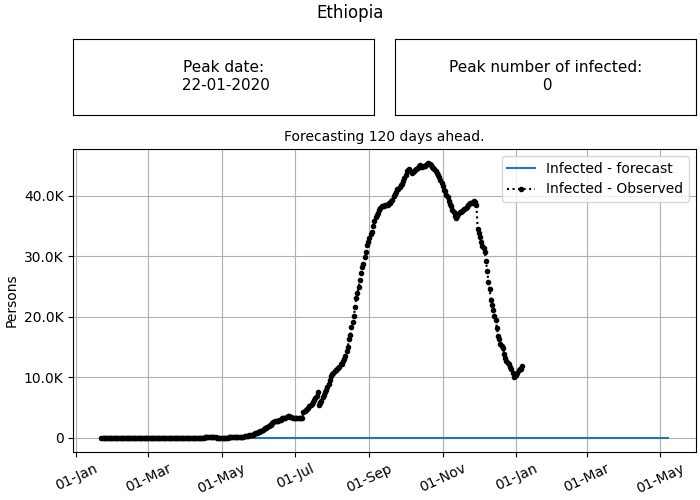 Ethiopia
Peak date:
22-01-2020
Peak number of infected:
0
Forecasting 120 days ahead.
Infected - forecast
Infected - Observed
Persons
40.0K
30.0K
20.0K
10.0K
0
01-Jan
01-Mar
01-May
01-Jul
01-Sep
01-Nov
01-Jan
01-Mar
01-May